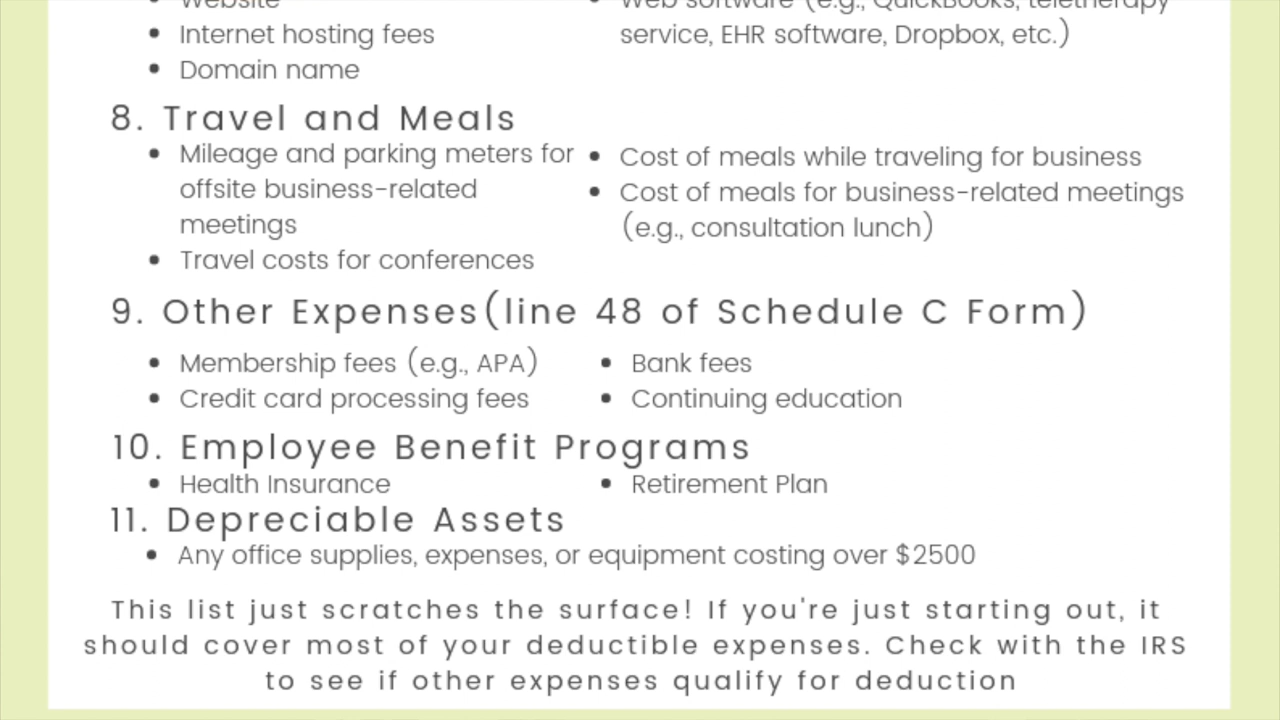 Website
Internet hosting fees
Domain name
Web software (e.g., QuickBooks, teletherapy
service, EHR software, Dropbox, etc.)
8. Travel and Meals
Mileage and parking meters for
offsite business-related
meetings
Travel costs for conferences
Cost of meals while traveling for business
Cost of meals for business-related meetings
(e.g., consultation lunch)
9. Other Expenses(line 48 of Schedule C Form)
Membership fees (e.g., APA)
Credit card processing fees
Bank fees
Continuing education
10. Employee Benefit Programs
Health Insurance
Retirement Plan
11. Depreciable Assets
Any office supplies, expenses, or equipment costing over $2500
This list just scratches the surface! If you're just starting out, it
should cover most of your deductible expenses. Check with the IRS
to see if other expenses qualify for deduction